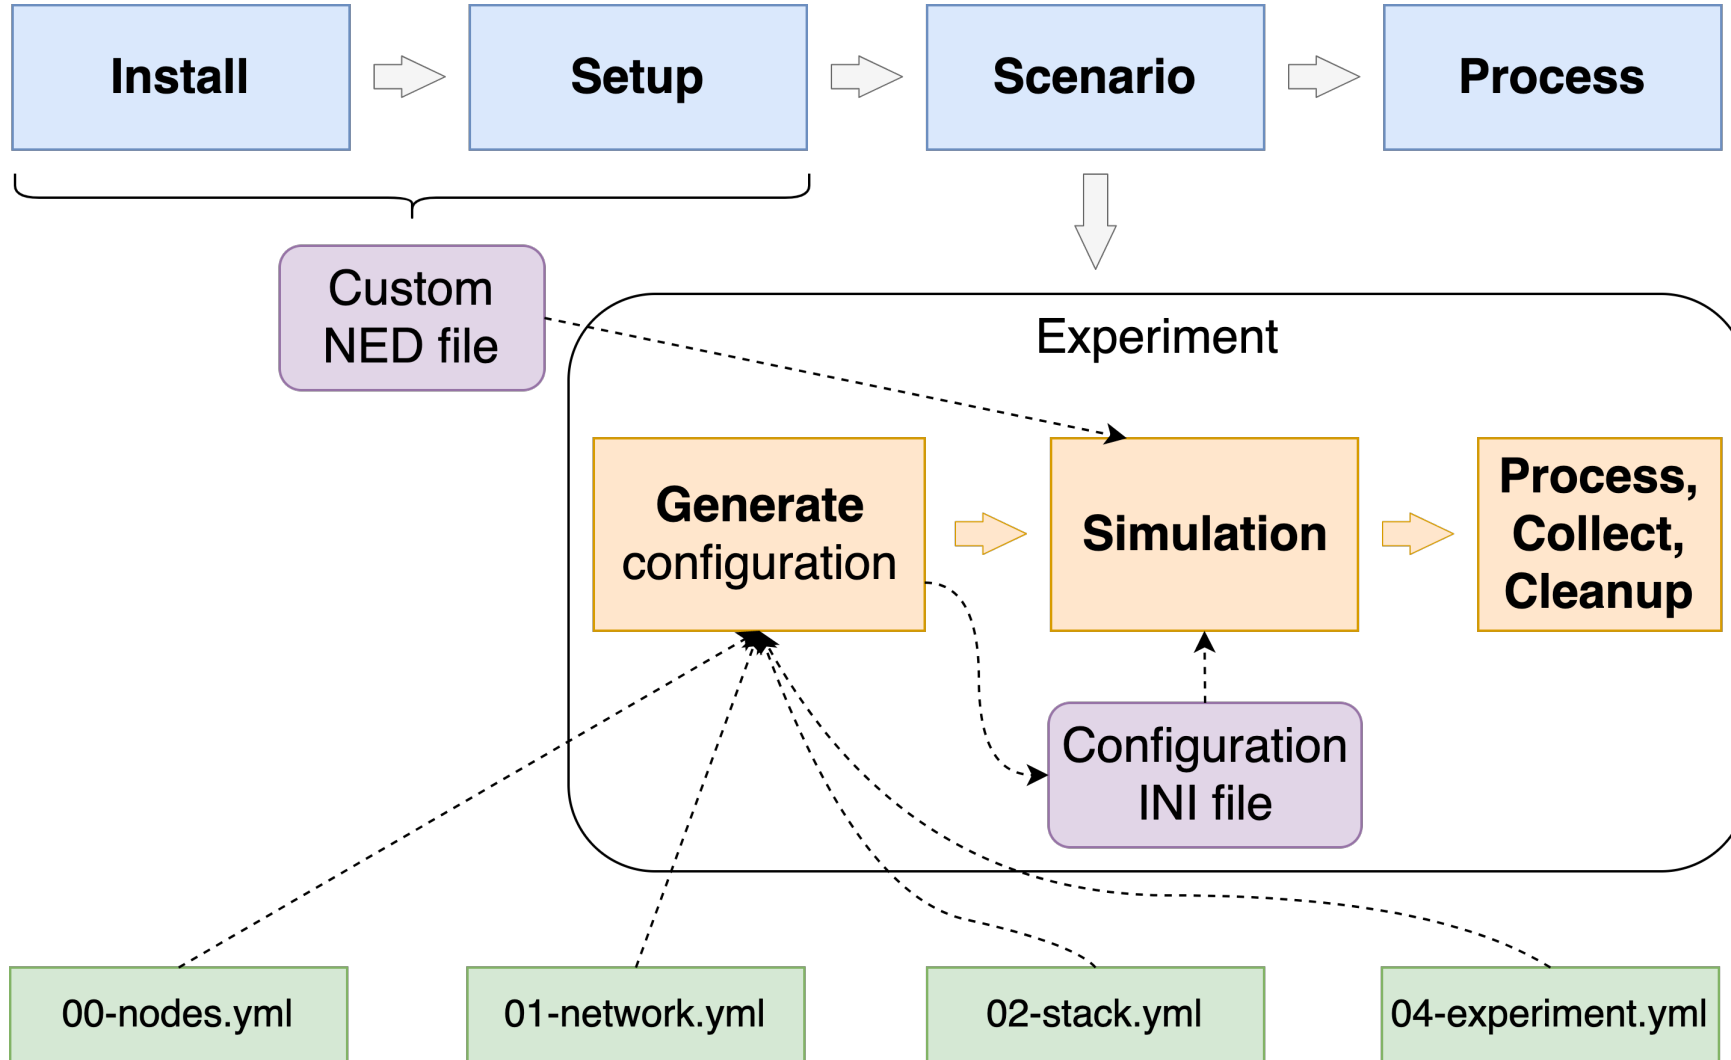 Install
Setup
Scenario
Process
Custom
NED file
Experiment
Generate
configuration
Simulation
Process,
Collect,
Cleanup
Configuration
INI file
00-nodes.yml
01-network.yml
02-stack.yml
04-experiment.yml